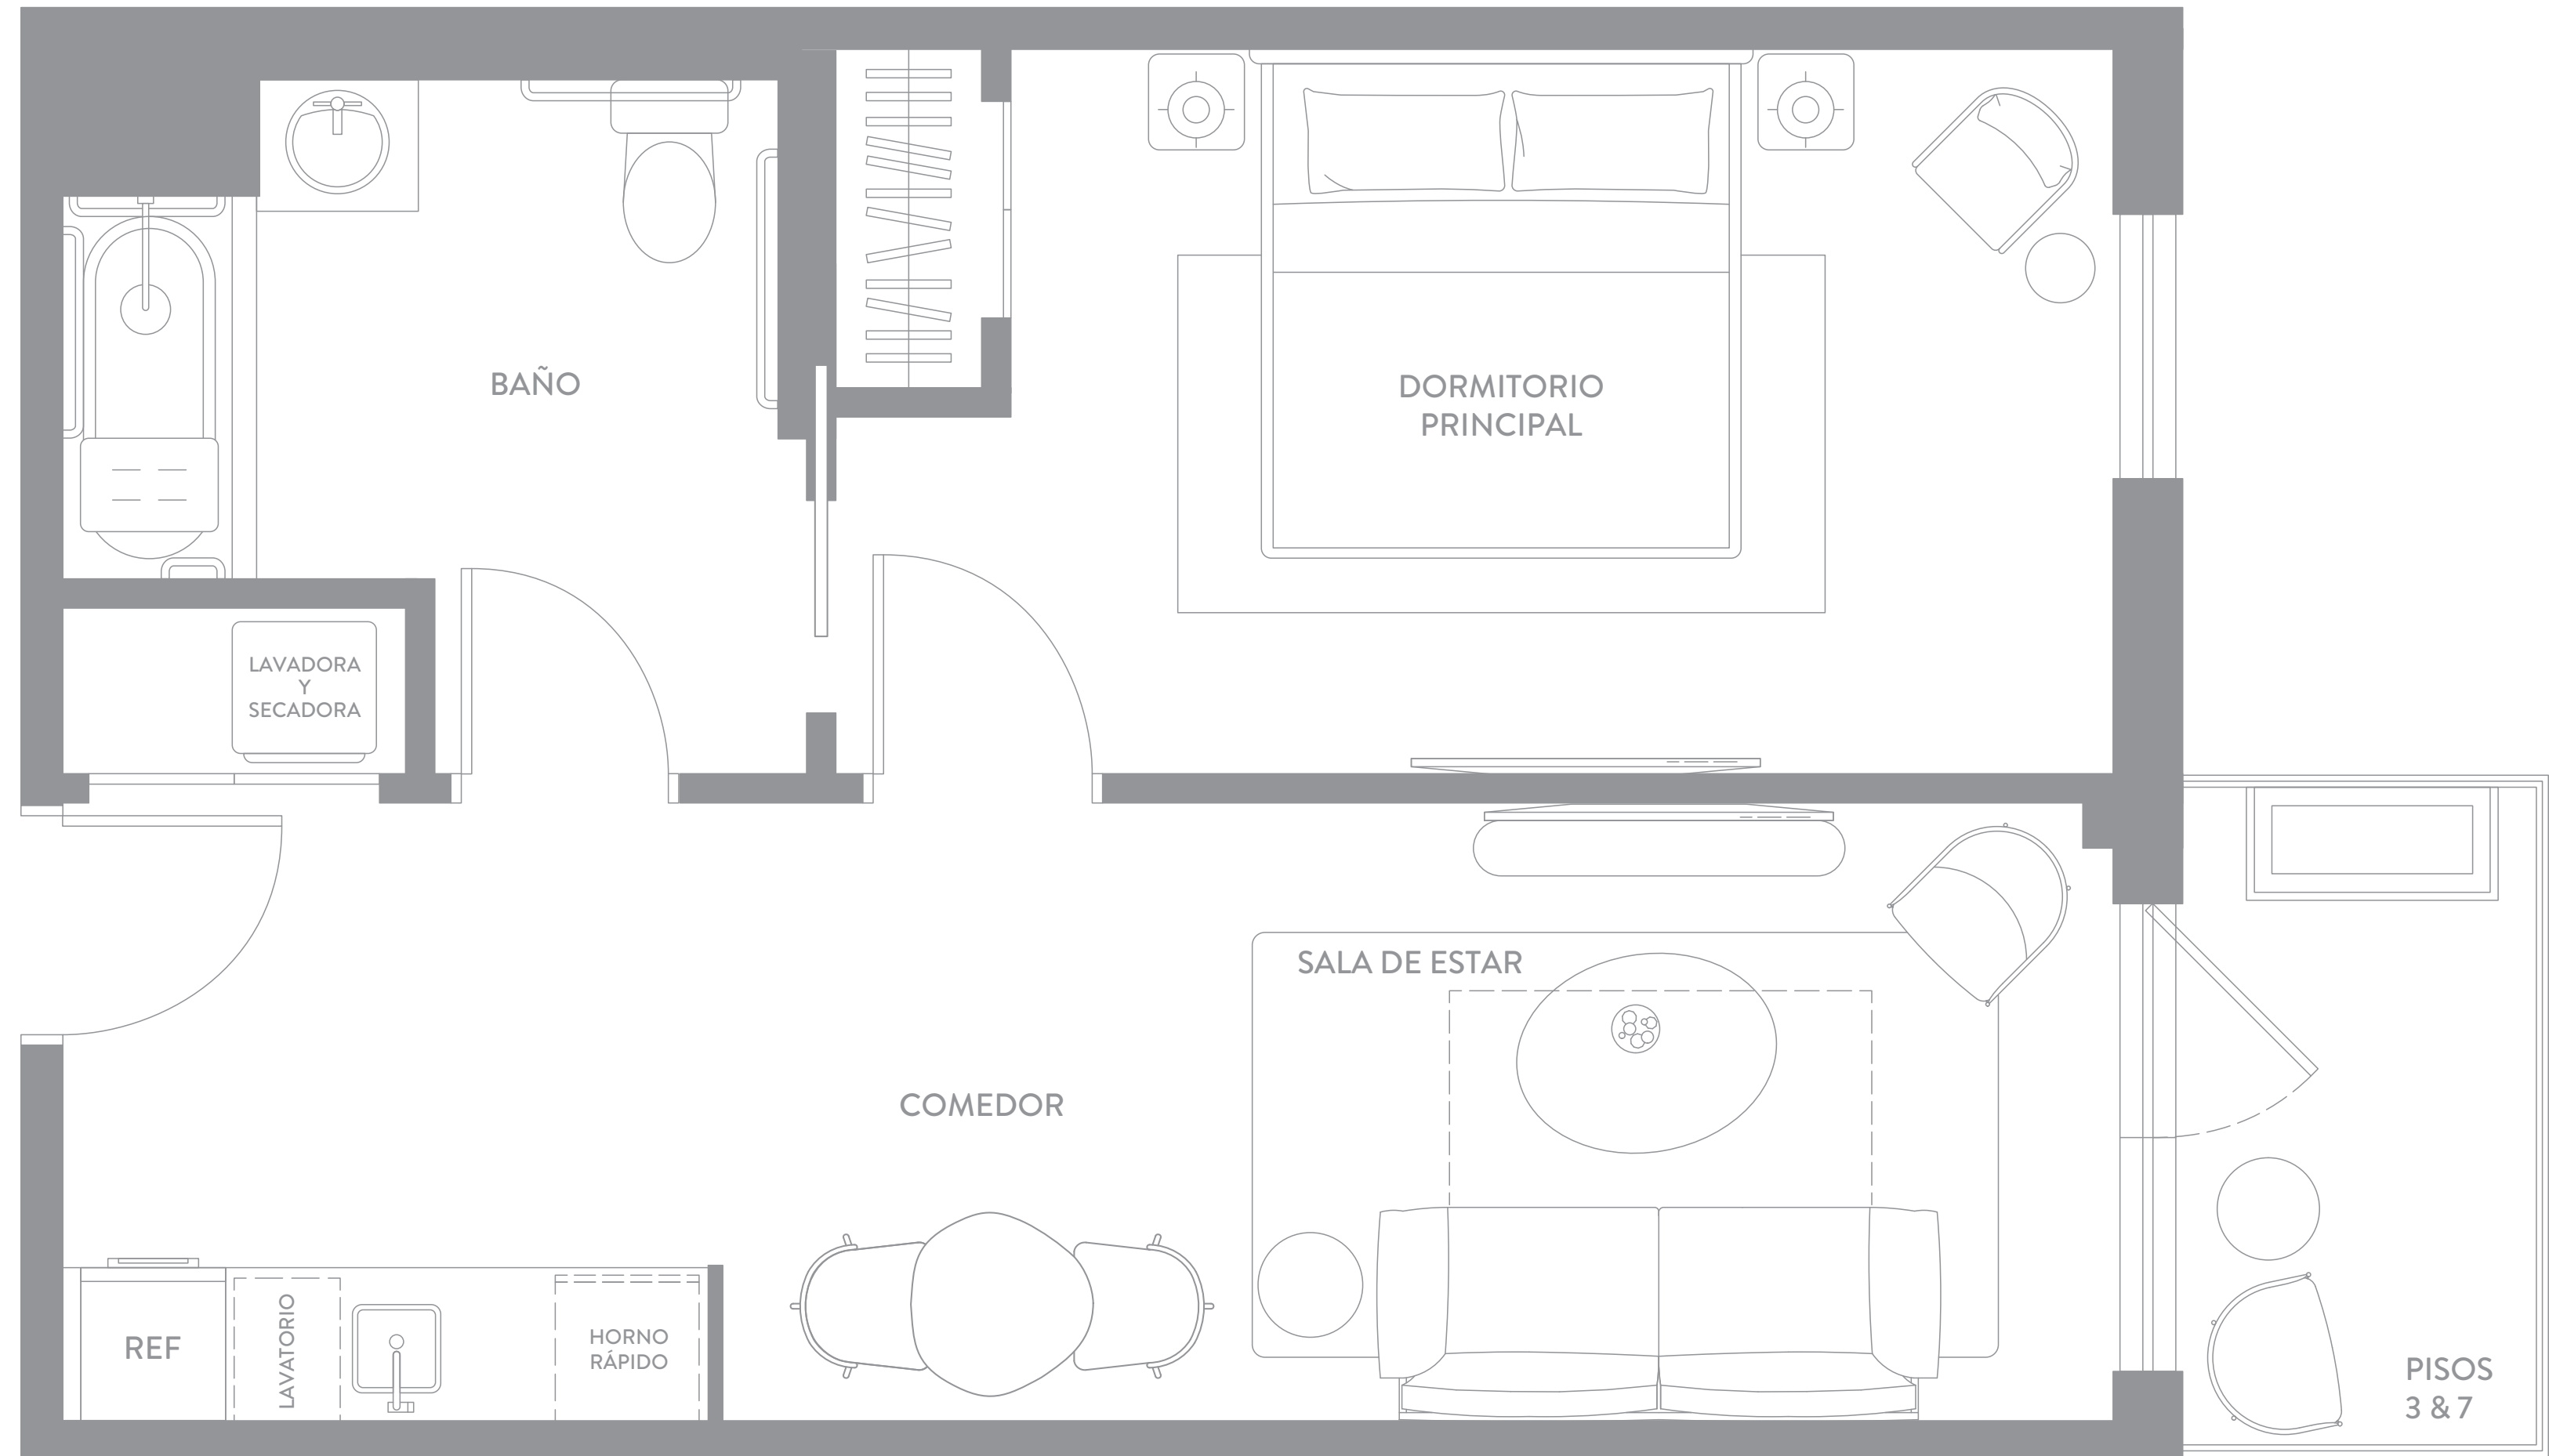 BAÑO
DORMITORIO
PRINCIPAL
LAVADORA
Y
SECADORA
SALA DE ESTAR
COMEDOR
REF
LAVATORIO
HORNO
RÁPIDO
PISOS
3 & 7